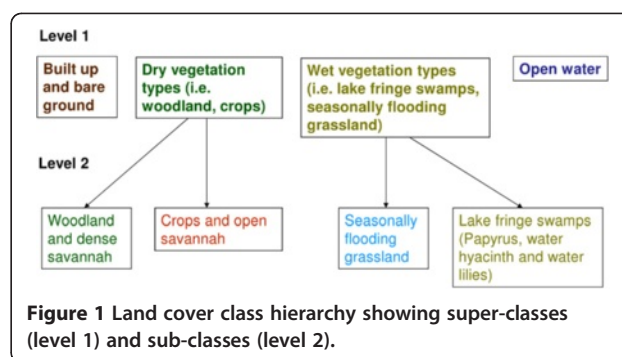 Level 1
Built up
and bare
ground
Dry vegetation
types (i.e.
woodland, crops)
Wet vegetation types
(i.e. lake fringe swamps,
seasonally flooding
grassland)
Open water
Level 2
Woodland
and dense
savannah
Crops and open
savannah
Seasonally
flooding
grassland
Lake fringe swamps
(Papyrus, water
hyacinth and water
lilies)
Figure 1 Land cover class hierarchy showing super-classes
(level 1) and sub-classes (level 2).